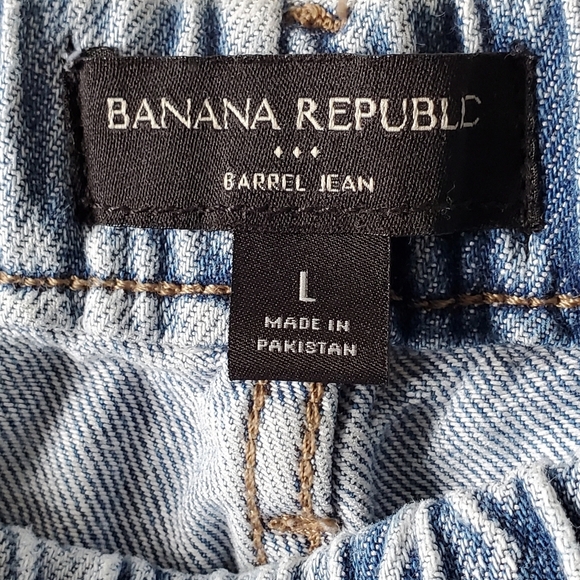 BANANA REPUBLIC
BARREL JEAN
L
MADE IN
PAKISTAN